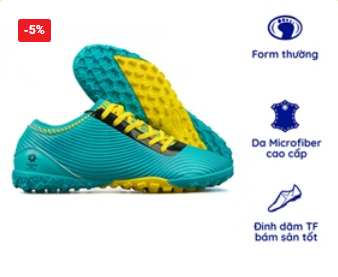 -5%
Form thường
Da Microfiber
cao cấp
Đinh dăm TF
bám sân tốt